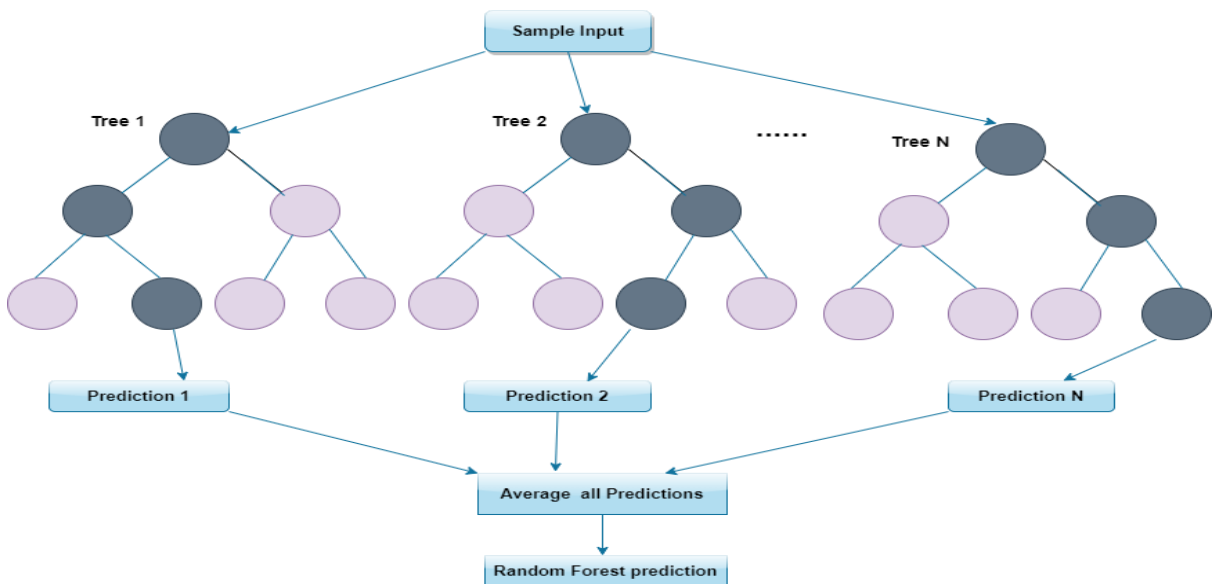 Sample Input
Tree 1
Tree 2
......
Tree N
Prediction 1
Prediction 2
Prediction N
Average all Predictions
Random Forest prediction